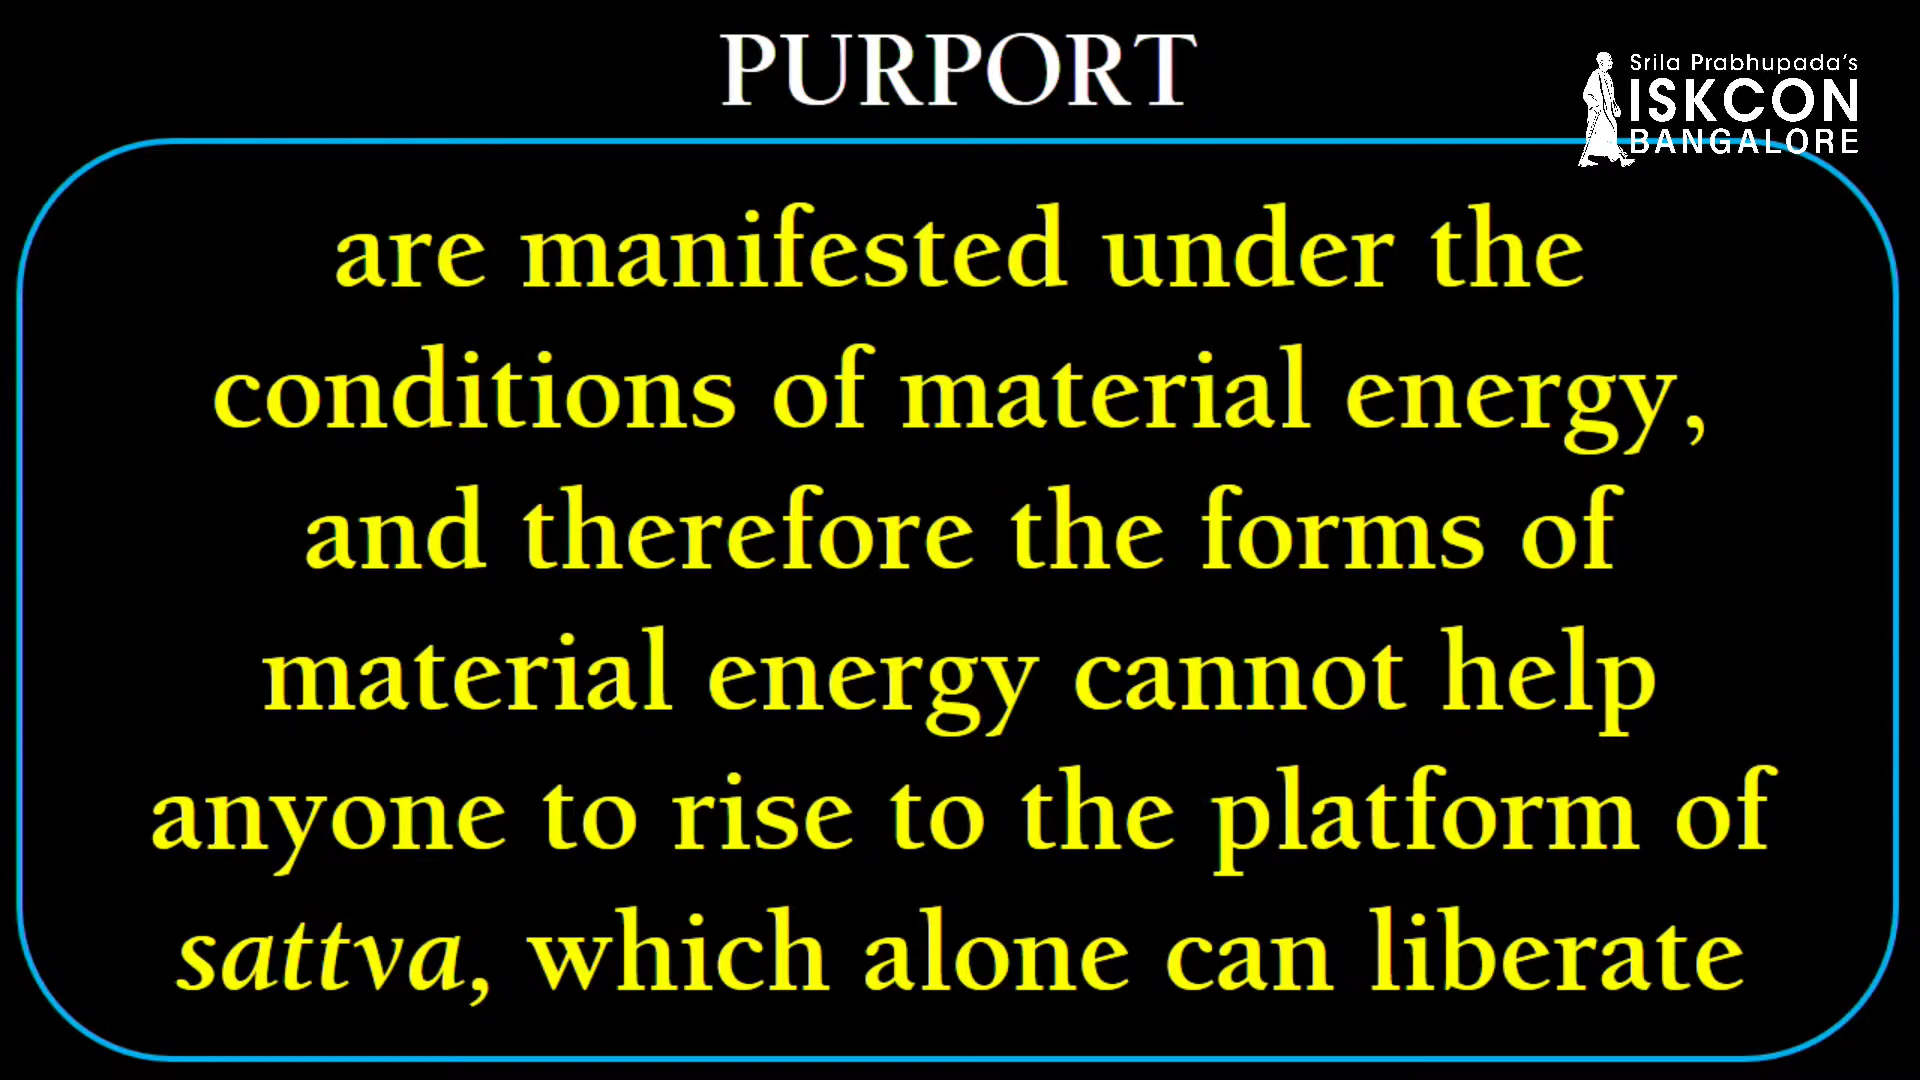 PURPORT
Srila Prabhupada's
ISKCON
BANGALORE
are manifested under the
conditions of material energy,
and therefore the forms of
material energy cannot help
anyone to rise to the platform of
sattva, which alone can liberate